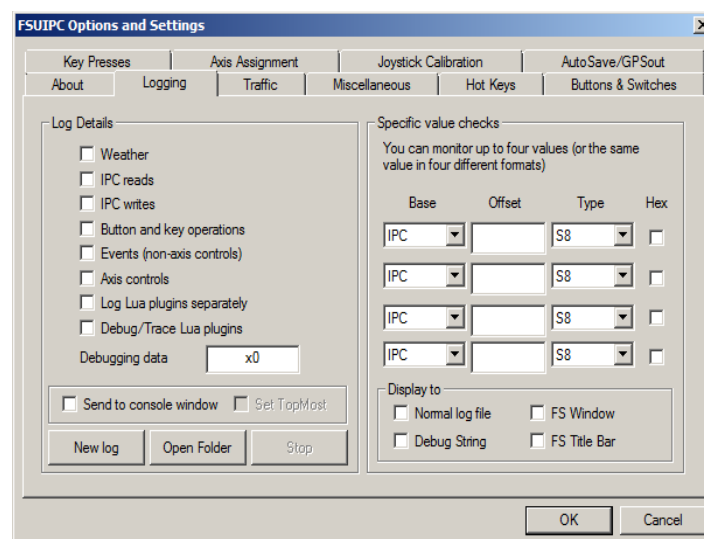 FSUIPC Options and Settings
Key Presses Axis Assignment Joystick Calibration AutoSave/GPSout
About Logging Traffic Miscellaneous Hot Keys Buttons & Switches
Log Details
Weather
IPC reads
IPC writes
Button and key operations
Events (non-axis controls)
Axis controls
Log Lua plugins separately
Debug/Trace Lua plugins
Debugging data x0
Send to console window Set TopMost
New log Open Folder Stop
Specific value checks
You can monitor up to four values (or the same
value in four different formats)
Base Offset Type Hex
IPC S8
IPC S8
IPC S8
IPC S8
Display to
Normal log file FS Window
Debug String FS Title Bar
OK Cancel